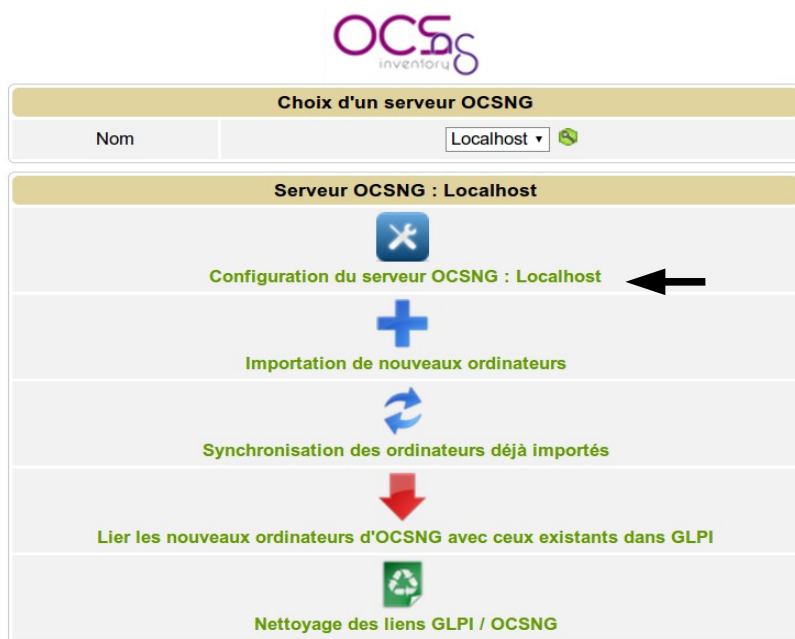 OCSng
inventory
Choix d'un serveur OCSNG
Nom Localhost
Serveur OCSNG : Localhost
Configuration du serveur OCSNG : Localhost
Importation de nouveaux ordinateurs
Synchronisation des ordinateurs déjà importés
Lier les nouveaux ordinateurs d'OCSNG avec ceux existants dans GLPI
Nettoyage des liens GLPI / OCSNG